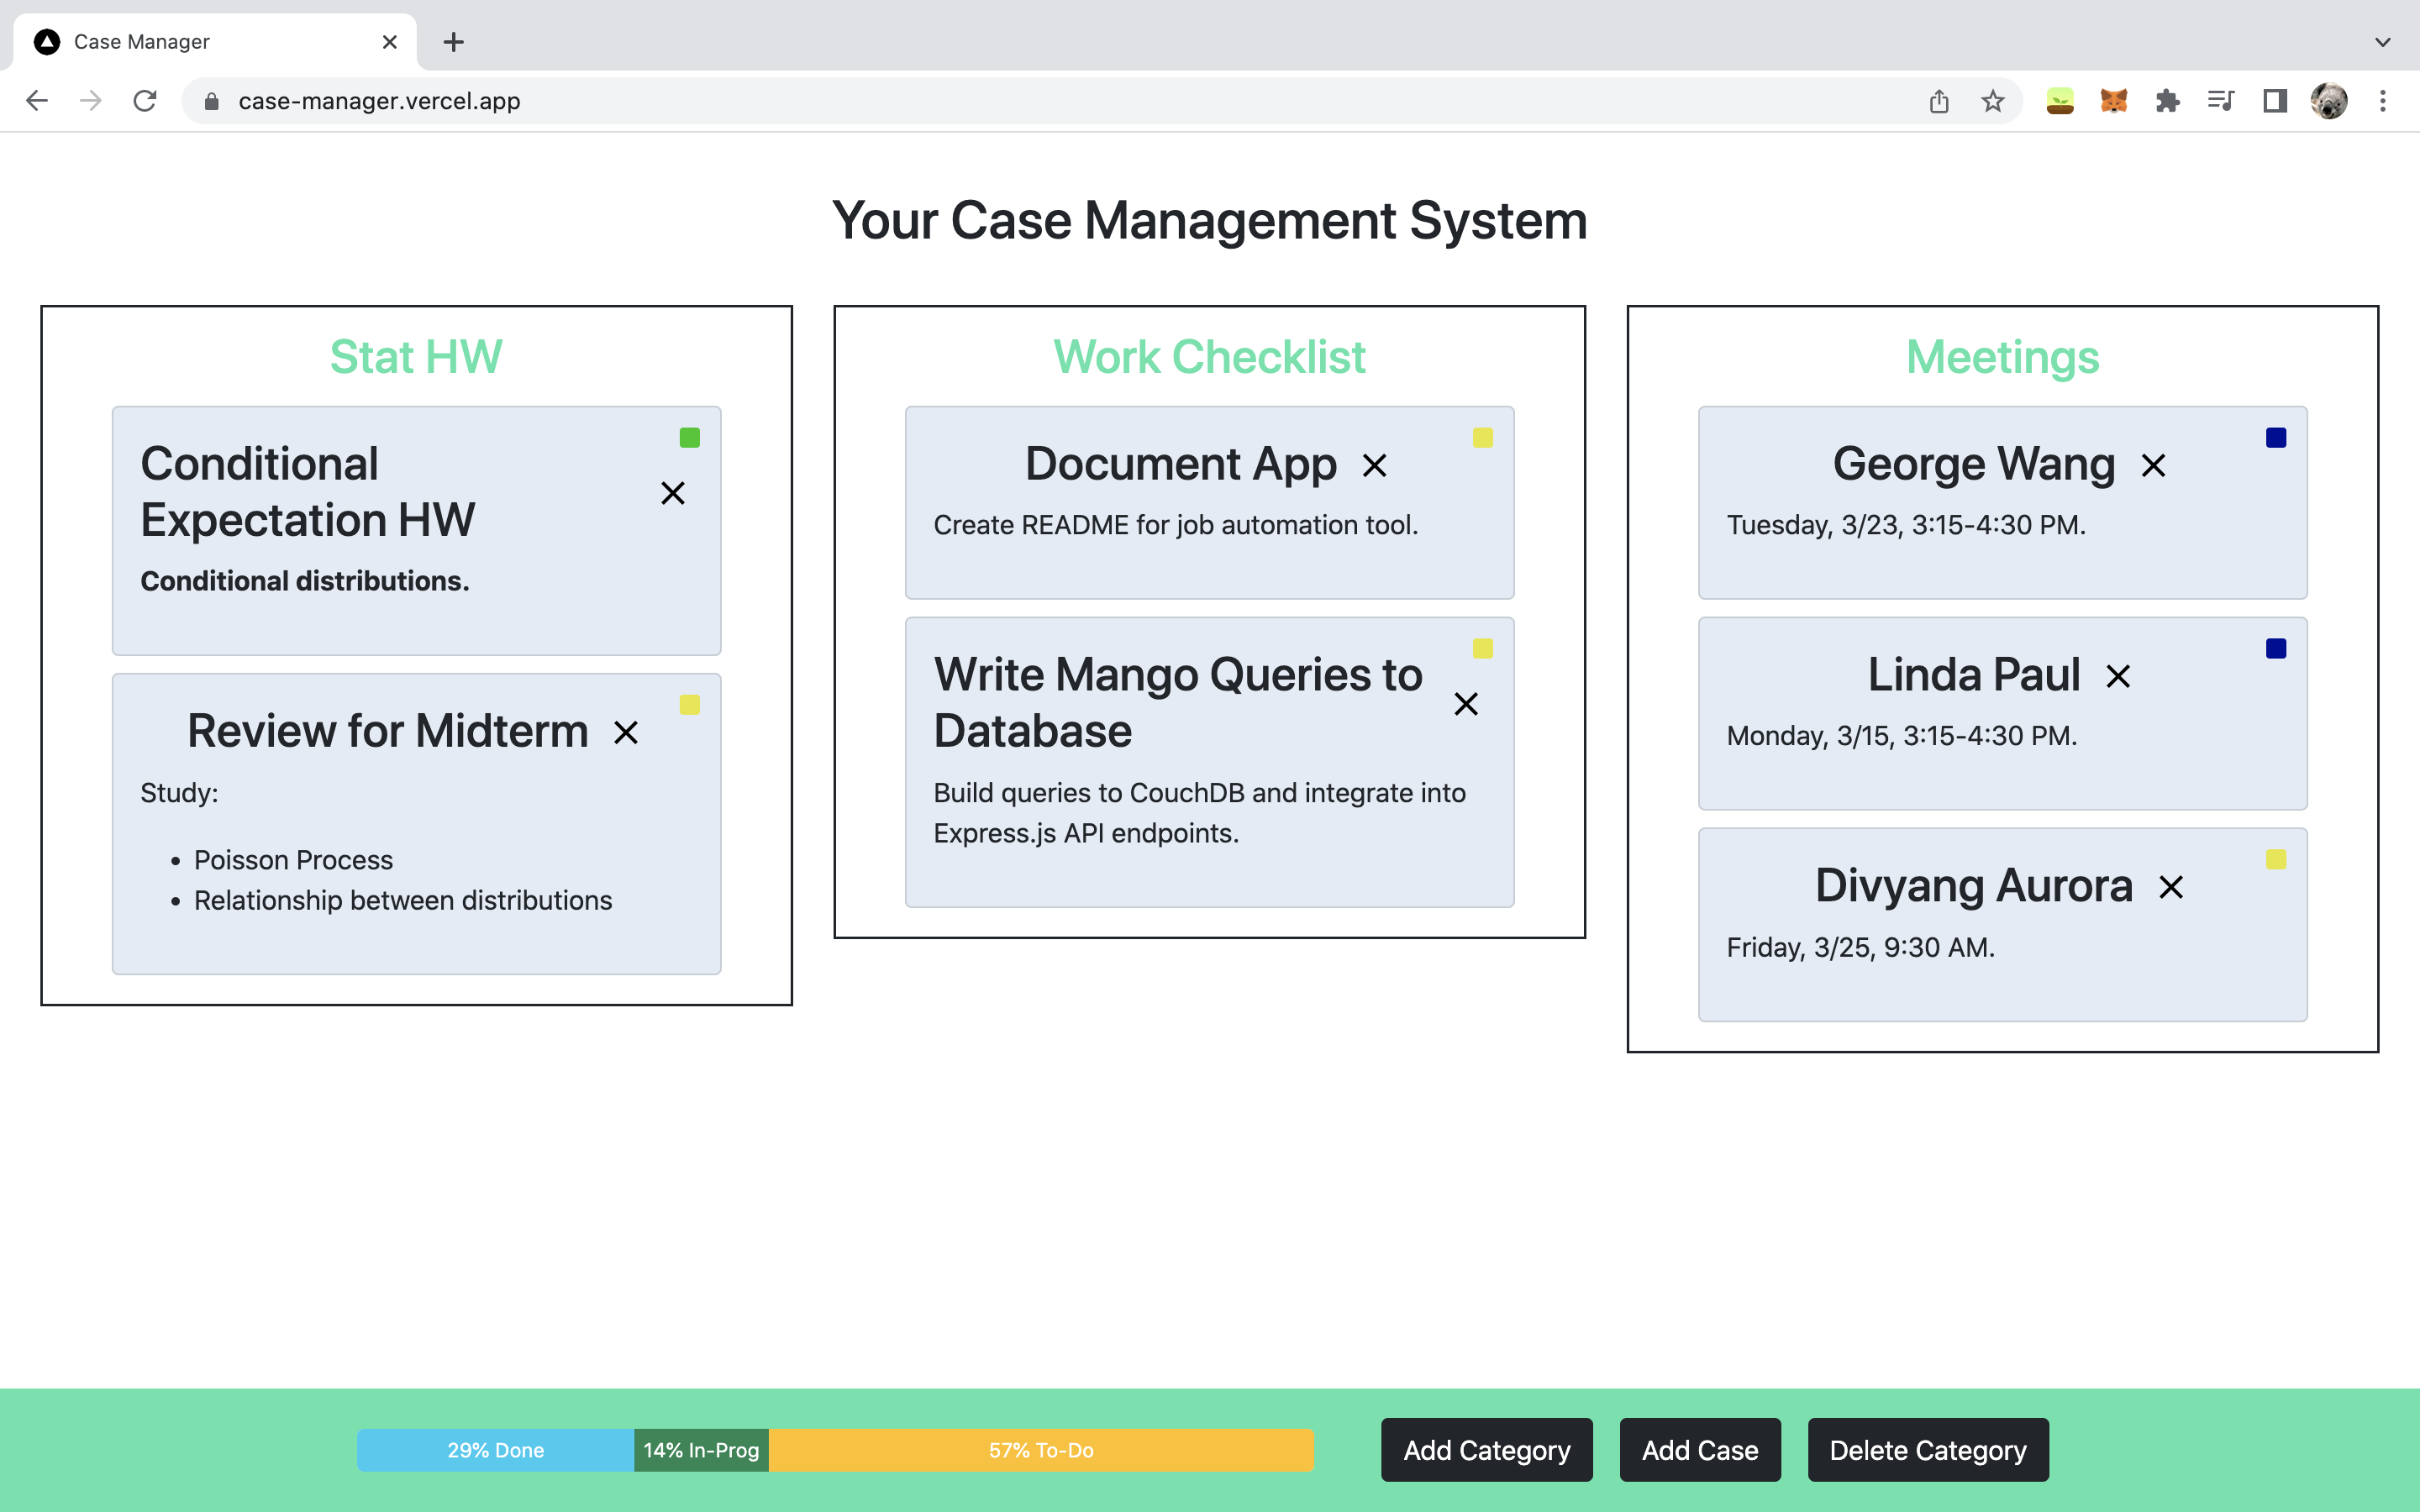 Case Manager
case-manager.vercel.app
Your Case Management System
Stat HW
Conditional
Expectation HW
Conditional distributions.
Review for Midterm
Study:
• Poisson Process
• Relationship between distributions
Work Checklist
Document App
Create README for job automation tool.
Write Mango Queries to
Database
Build queries to CouchDB and integrate into
Express.js API endpoints.
Meetings
George Wang
Tuesday, 3/23, 3:15-4:30 PM.
Linda Paul
Monday, 3/15, 3:15-4:30 PM.
Divyang Aurora
Friday, 3/25, 9:30 AM.
29% Done
14% In-Prog
57% To-Do
Add Category
Add Case
Delete Category